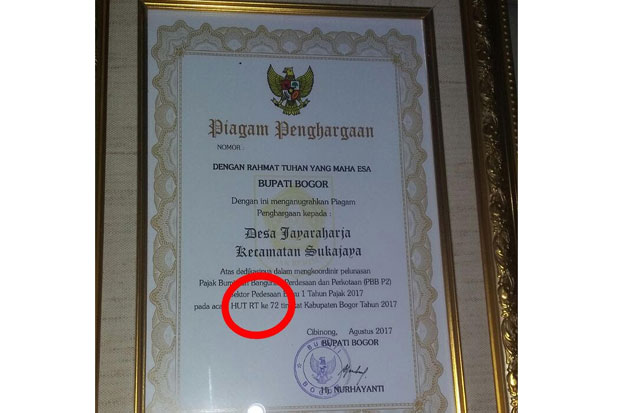 Piagam Penghargaan
NOMOR :
DENGAN RAHMAT TUHAN YANG MAHA ESA
BUPATI BOGOR
Dengan ini menganugrahkan Piagam
Penghargaan kepada :
Desa Jayaraharja
Kecamatan Sukajaya
Atas dedikasinya dalam mengkoordinir pelunasan
Pajak Bumi dan Bangunan Perdesaan dan Perkotaan (PBB P2)
Sektor Pedesaan Buku 1 Tahun Pajak 2017
pada acara HUT RT ke 72 tingkat Kabupaten Bogor Tahun 2017
Cibinong, Agustus 2017
BUPATI BOGOR
BUPATI
BOGOR
Hj. NURHAYANTI